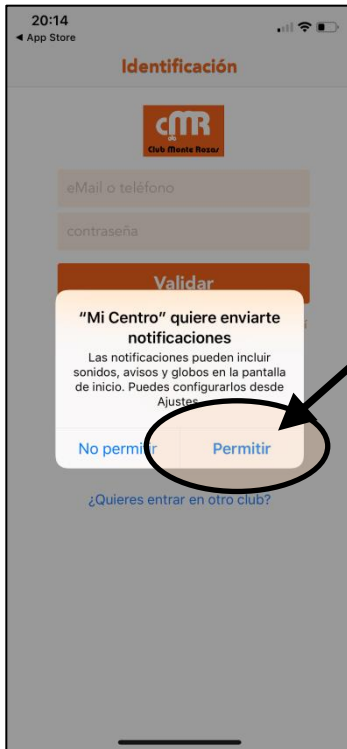 20:14
◀ App Store
Identificación
cmr
Club Monte Rozas
eMail o teléfono
contraseña
Validar
“Mi Centro” quiere enviarte
notificaciones
Las notificaciones pueden incluir
sonidos, avisos y globos en la pantalla
de inicio. Puedes configurarlos desde
Ajustes.
No permitir
Permitir
¿Quieres entrar en otro club?